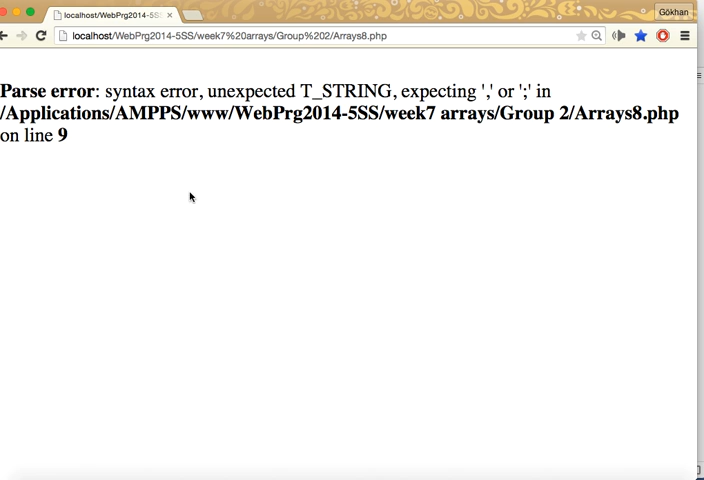 localhost/WebPrg2014-5SS
Gökhan
localhost/WebPrg2014-5SS/week7%20arrays/Group%202/Arrays8.php
Parse error: syntax error, unexpected T_STRING, expecting ',' or ';' in
/Applications/AMPPS/www/WebPrg2014-5SS/week7 arrays/Group 2/Arrays8.php
on line 9